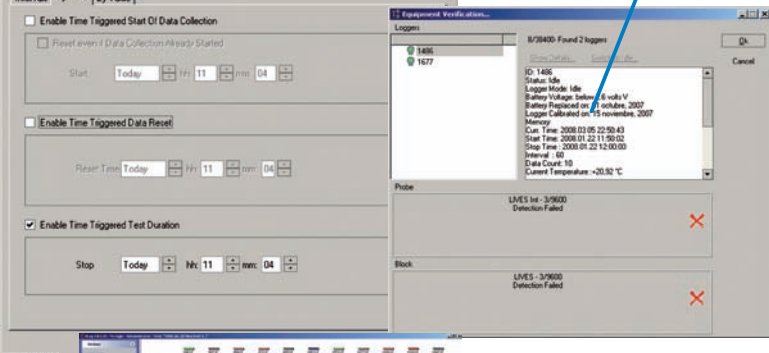 By Value
Enable Time Triggered Start Of Data Collection
Reset even if Data Collection Already Started
Start Today hh: 11 mm: 04
Enable Time Triggered Data Reset
Reset Time Today hh: 11 mm: 04
Enable Time Triggered Test Duration
Stop Today hh: 11 mm: 04
Equipment Verification...
Loggers
1486
1677
8/38400- Found 2 loggers
Show Details...
Ok
Cancel
ID: 1486
Status: Idle
Logger Mode: Idle
Battery Voltage: below 3.6 volts V
Battery Replaced on: 01 octubre, 2007
Logger Calibrated on: 15 noviembre, 2007
Memory
Curr. Time: 2008.03.05 22:50:43
Start Time: 2008.01.22 11:50:02
Stop Time : 2008.01.22 12:00:00
Interval : 60
Data Count: 10
Current Temperature: +20,92 °C
Probe
LIVES Int - 3/9600
Detection Failed
Block
LIVES - 3/9600
Detection Failed